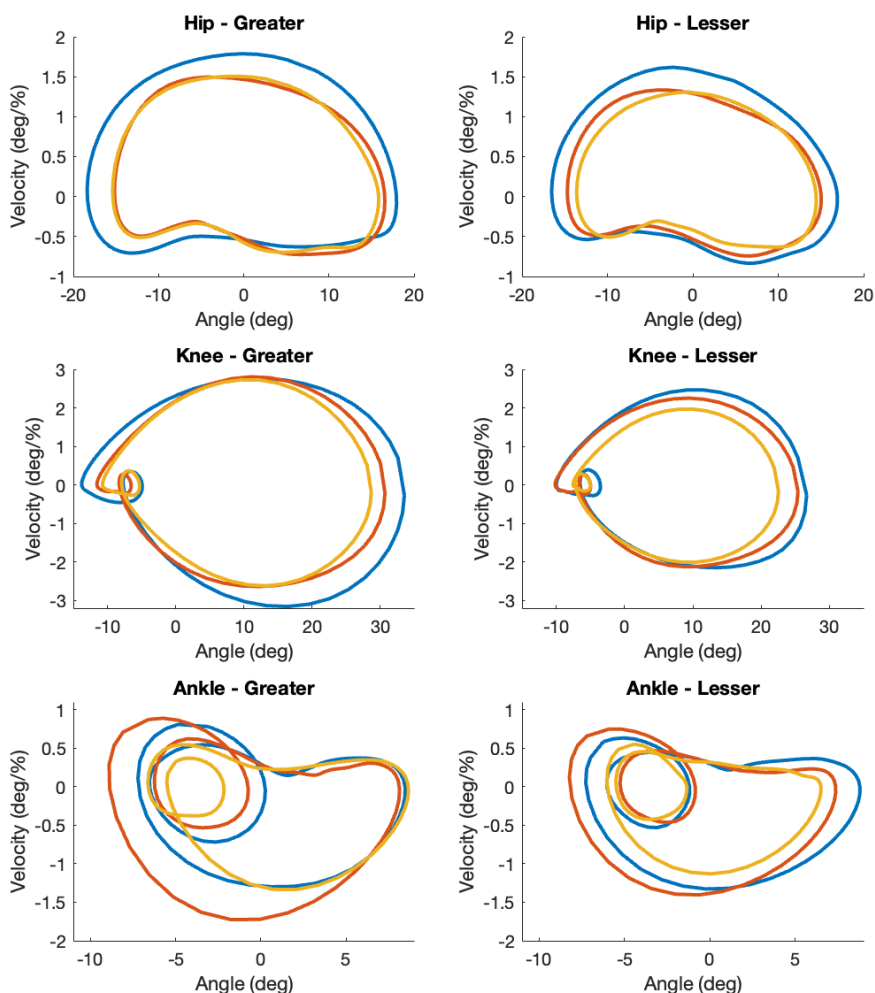 Hip - Greater
2
1.5
1
0.5
0
-0.5
-1
Velocity (deg/%)
-20 -10 0 10 20
Angle (deg)
Hip - Lesser
2
1.5
1
0.5
0
-0.5
-1
Velocity (deg/%)
-20 -10 0 10 20
Angle (deg)
Knee - Greater
3
2
1
0
-1
-2
-3
Velocity (deg/%)
-10 0 10 20 30
Angle (deg)
Knee - Lesser
3
2
1
0
-1
-2
-3
Velocity (deg/%)
-10 0 10 20 30
Angle (deg)
Ankle - Greater
1
0.5
0
-0.5
-1
-1.5
-2
Velocity (deg/%)
-10 -5 0 5
Angle (deg)
Ankle - Lesser
1
0.5
0
-0.5
-1
-1.5
-2
Velocity (deg/%)
-10 -5 0 5
Angle (deg)